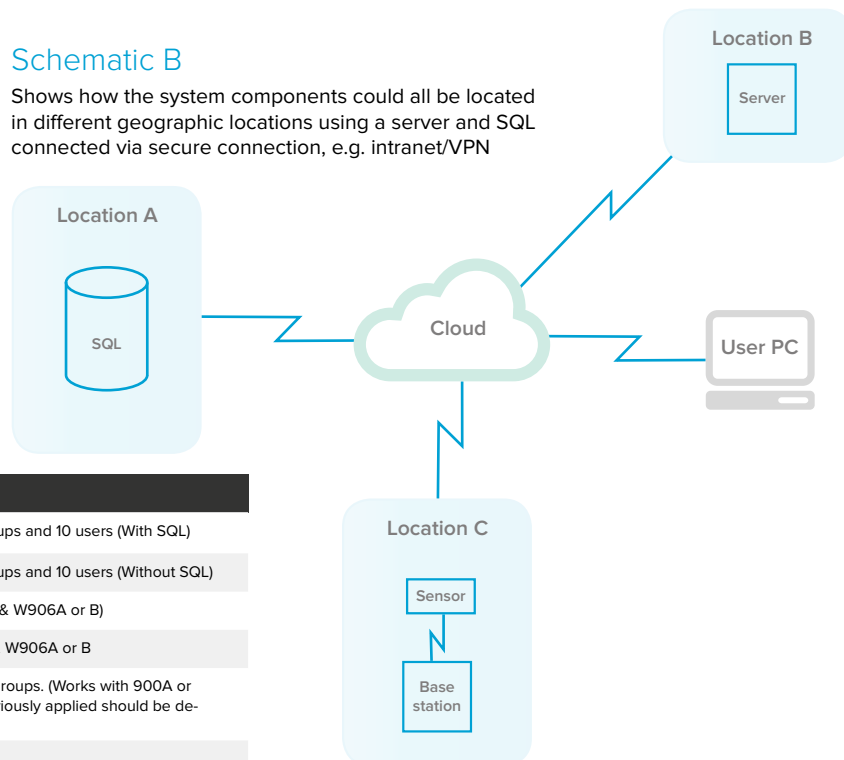 Schematic B
Shows how the system components could all be located
in different geographic locations using a server and SQL
connected via secure connection, e.g. intranet/VPN
Location B
Server
Location A
SQL
Cloud
User PC
ups and 10 users (With SQL)
ups and 10 users (Without SQL)
& W906A or B)
W906A or B
roups. (Works with 900A or
riously applied should be de-
Location C
Sensor
Base
station